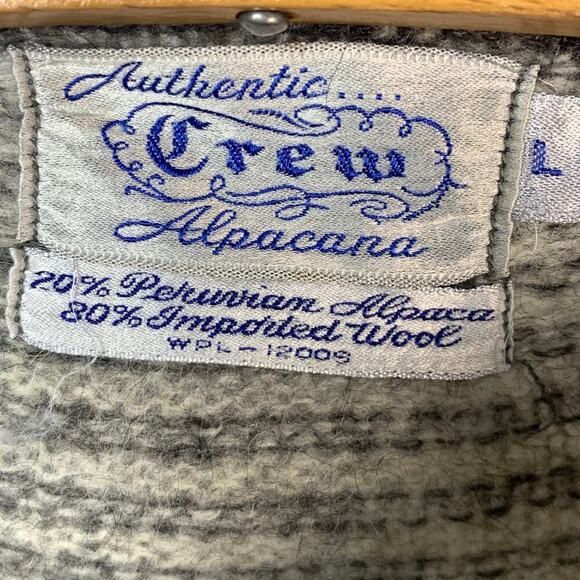 Authentic....
Crew
Alpacana
L
20% Peruvian Alpaca
80% Imported Wool
WPL-12009